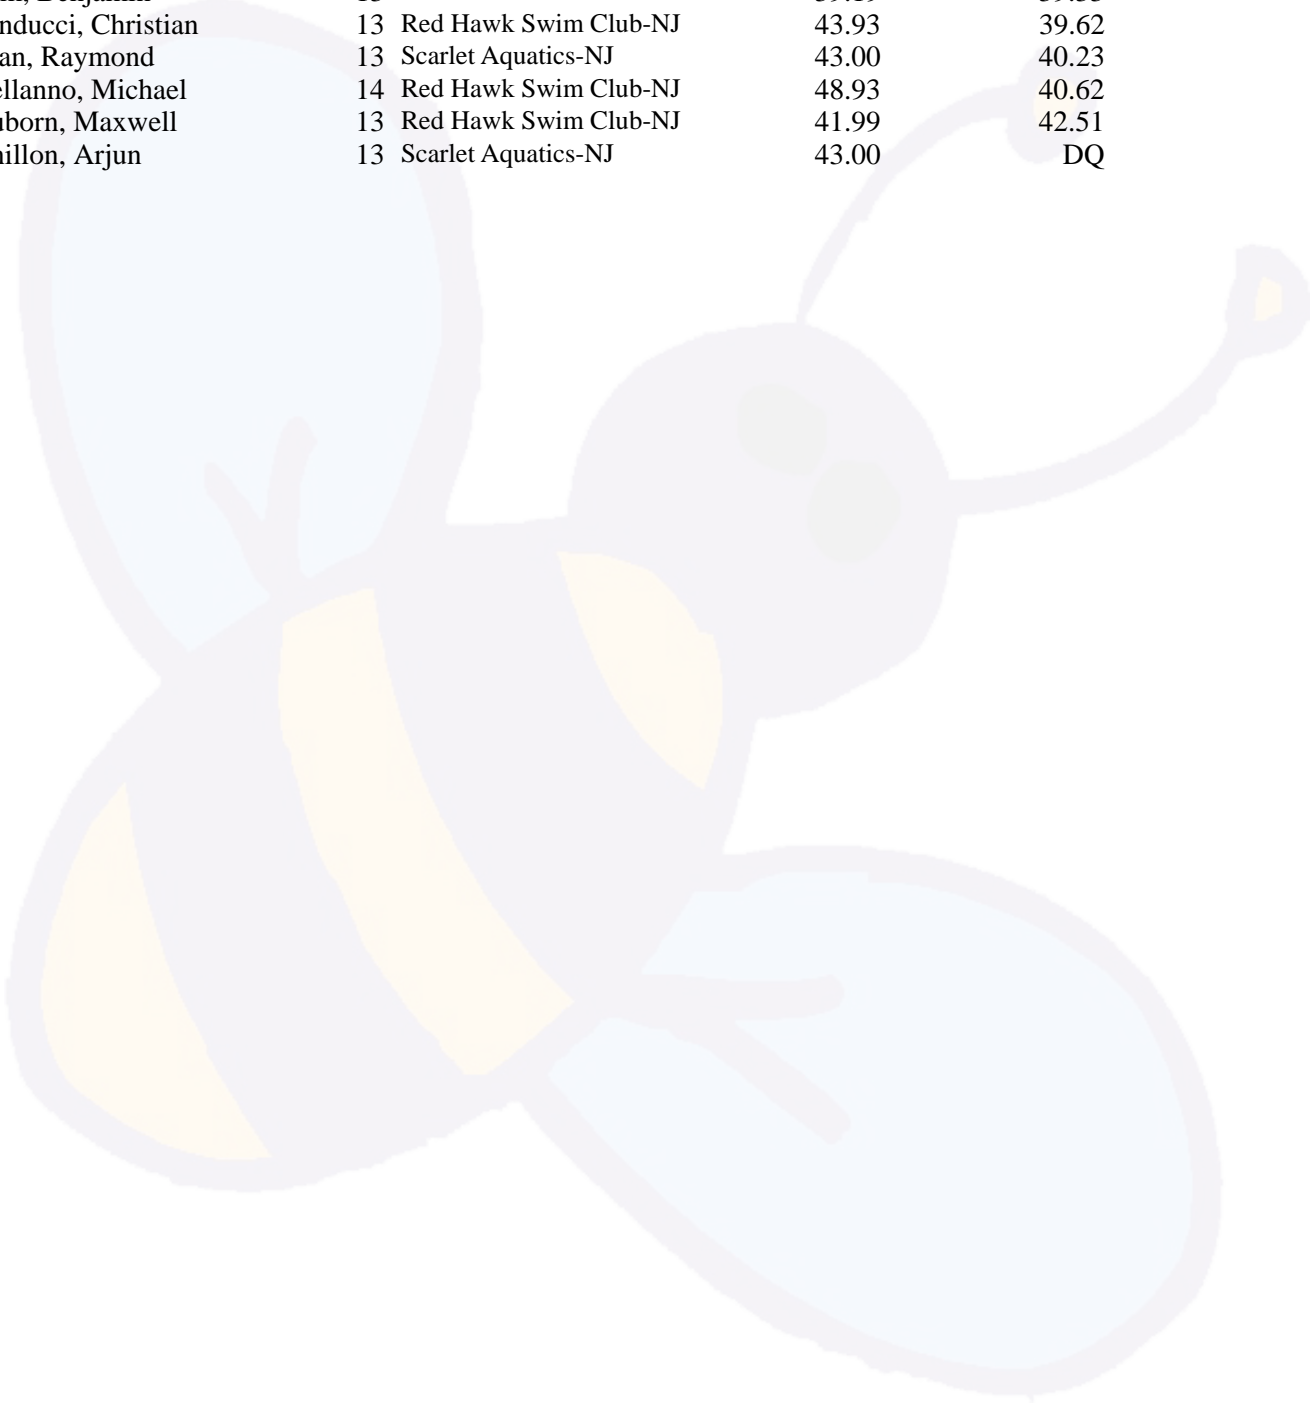 nducci, Christian 13 Red Hawk Swim Club-NJ 43.93 39.62
an, Raymond 13 Scarlet Aquatics-NJ 43.00 40.23
ellanno, Michael 14 Red Hawk Swim Club-NJ 48.93 40.62
uborn, Maxwell 13 Red Hawk Swim Club-NJ 41.99 42.51
illon, Arjun 13 Scarlet Aquatics-NJ 43.00 DQ